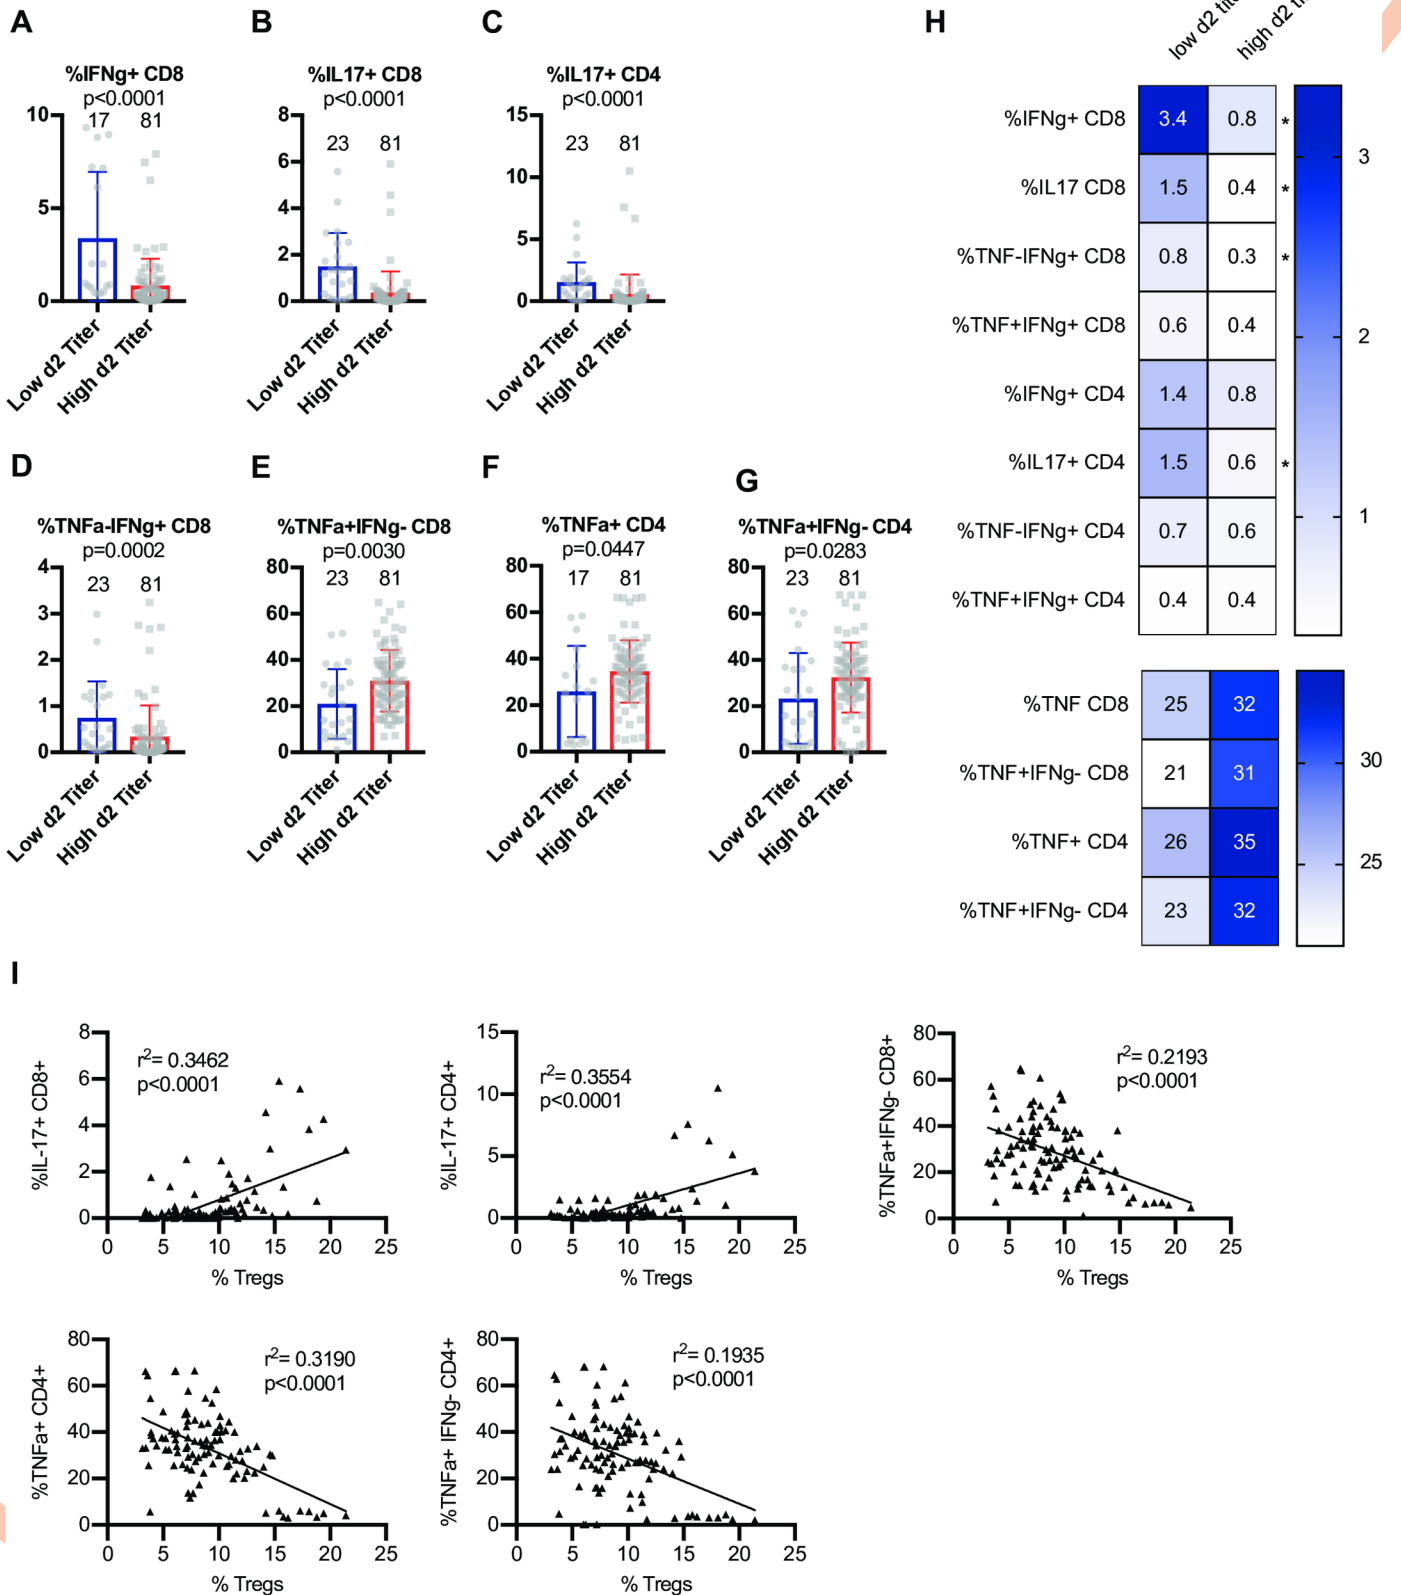 A
B
C
H
%IFNg+ CD8
p<0.0001
17 81
10
5
0
Low d2 Titer
High d2 Titer
%IL17+ CD8
p<0.0001
23 81
8
6
4
2
0
Low d2 Titer
High d2 Titer
%IL17+ CD4
p<0.0001
23 81
15
10
5
0
Low d2 Titer
High d2 Titer
low d2
high d2
%IFNg+ CD8 3.4 0.8 *
%IL17 CD8 1.5 0.4 *
%TNF-IFNg+ CD8 0.8 0.3 *
%TNF+IFNg+ CD8 0.6 0.4
%IFNg+ CD4 1.4 0.8
%IL17+ CD4 1.5 0.6 *
%TNF-IFNg+ CD4 0.7 0.6
%TNF+IFNg+ CD4 0.4 0.4
3
2
1
D
E
F
G
%TNFa-IFNg+ CD8
p=0.0002
23 81
4
3
2
1
0
Low d2 Titer
High d2 Titer
%TNFa+IFNg- CD8
p=0.0030
23 81
80
60
40
20
0
Low d2 Titer
High d2 Titer
%TNFa+ CD4
p=0.0447
17 81
80
60
40
20
0
Low d2 Titer
High d2 Titer
%TNFa+IFNg- CD4
p=0.0283
23 81
80
60
40
20
0
Low d2 Titer
High d2 Titer
%TNF CD8 25 32
%TNF+IFNg- CD8 21 31
%TNF+ CD4 26 35
%TNF+IFNg- CD4 23 32
30
25
I
%IL-17+ CD8+
r2= 0.3462
p<0.0001
8
6
4
2
0
0 5 10 15 20 25
% Tregs
%IL-17+ CD4+
r2= 0.3554
p<0.0001
15
10
5
0
0 5 10 15 20 25
% Tregs
%TNFa+IFNg- CD8+
r2= 0.2193
p<0.0001
80
60
40
20
0
0 5 10 15 20 25
% Tregs
%TNFa+ CD4+
r2= 0.3190
p<0.0001
80
60
40
20
0
0 5 10 15 20 25
% Tregs
%TNFa+ IFNg- CD4+
r2= 0.1935
p<0.0001
80
60
40
20
0
0 5 10 15 20 25
% Tregs